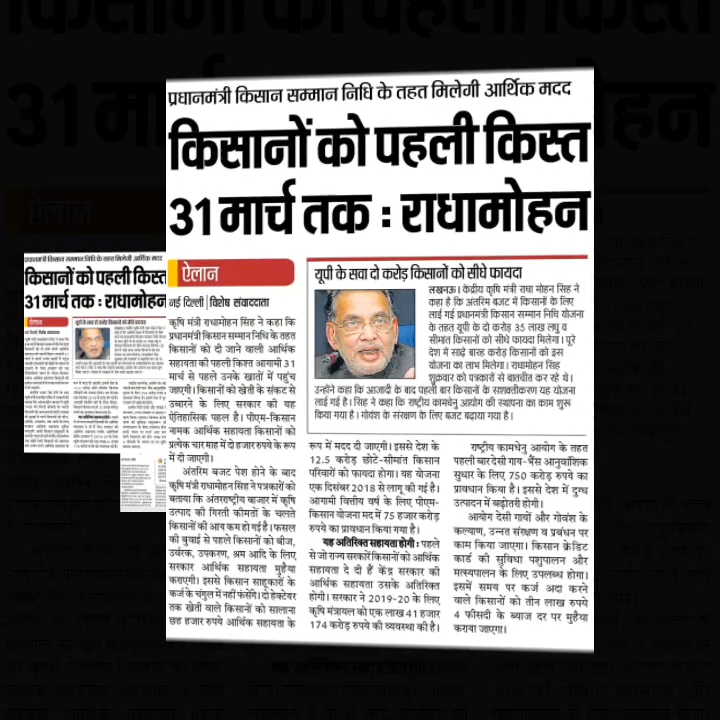 प्रधानमंत्री किसान सम्मान निधि के तहत मिलेगी आर्थिक मदद
किसानों को पहली किस्त
31 मार्च तक : राधामोहन
ऐलान
नई दिल्ली | विशेष संवाददाता
कृषि मंत्री राधामोहन सिंह ने कहा कि
प्रधानमंत्री किसान सम्मान निधि के तहत
किसानों को दी जाने वाली आर्थिक
सहायता की पहली किश्त आगामी 31
मार्च से पहले उनके खातों में पहुंच
जाएगी। किसानों को खेती के संकट से
उबारने के लिए सरकार की यह
ऐतिहासिक पहल है। पीएम-किसान
नामक आर्थिक सहायता किसानों को
प्रत्येक चार माह में दो हजार रुपये के रूप
में दी जाएगी।
अंतरिम बजट पेश होने के बाद
कृषि मंत्री राधामोहन सिंह ने पत्रकारों को
बताया कि अंतरराष्ट्रीय बाजार में कृषि
उत्पाद की गिरती कीमतों के चलते
किसानों की आय कम हो गई है। फसल
की बुवाई से पहले किसानों को बीज,
उर्वरक, उपकरण, श्रम आदि के लिए
सरकार आर्थिक सहायता मुहैया
कराएगी। इससे किसान साहूकारों के
कर्ज के चंगुल में नहीं फंसेंगे। दो हेक्टेयर
तक खेती वाले किसानों को सालाना
छह हजार रुपये आर्थिक सहायता के
यूपी के सवा दो करोड़ किसानों को सीधे फायदा
लखनऊ। केंद्रीय कृषि मंत्री राधा मोहन सिंह ने
कहा है कि अंतरिम बजट में किसानों के लिए
लाई गई प्रधानमंत्री किसान सम्मान निधि योजना
के तहत यूपी के दो करोड़ 35 लाख लघु व
सीमांत किसानों को सीधे फायदा मिलेगा। पूरे
देश में साढ़े बारह करोड़ किसानों को इस
योजना का लाभ मिलेगा। राधामोहन सिंह
शुक्रवार को पत्रकारों से बातचीत कर रहे थे।
उन्होंने कहा कि आजादी के बाद पहली बार किसानों के सशक्तीकरण यह योजना
लाई गई है। सिंह ने कहा कि राष्ट्रीय कामधेनु आयोग की स्थापना का काम शुरू
किया गया है। गोवंश के संरक्षण के लिए बजट बढ़ाया गया है।
रूप में मदद दी जाएगी। इससे देश के
12.5 करोड़ छोटे-सीमांत किसान
परिवारों को फायदा होगा। यह योजना
एक दिसंबर 2018 से लागू की गई है।
आगामी वित्तीय वर्ष के लिए पीएम-
किसान योजना मद में 75 हजार करोड़
रुपये का प्रावधान किया गया है।
यह अतिरिक्त सहायता होगी : पहले
से जो राज्य सरकारें किसानों को आर्थिक
सहायता दे दी हैं केंद्र सरकार की
आर्थिक सहायता उसके अतिरिक्त
होगी। सरकार ने 2019-20 के लिए
कृषि मंत्रायल को एक लाख 41 हजार
174 करोड़ रुपये की व्यवस्था की है।
राष्ट्रीय कामधेनु आयोग के तहत
पहली बार देसी गाय-भैंस आनुवांशिक
सुधार के लिए 750 करोड़ रुपये का
प्रावधान किया है। इससे देश में दुग्ध
उत्पादन में बढ़ोतरी होगी।
आयोग देसी गायों और गोवंश के
कल्याण, उन्नत संरक्षण व प्रबंधन पर
काम किया जाएगा। किसान क्रेडिट
कार्ड की सुविधा पशुपालन और
मत्स्यपालन के लिए उपलब्ध होगा।
इसमें समय पर कर्ज अदा करने
वाले किसानों को तीन लाख रुपये
4 फीसदी के ब्याज दर पर मुहैया
कराया जाएगा।